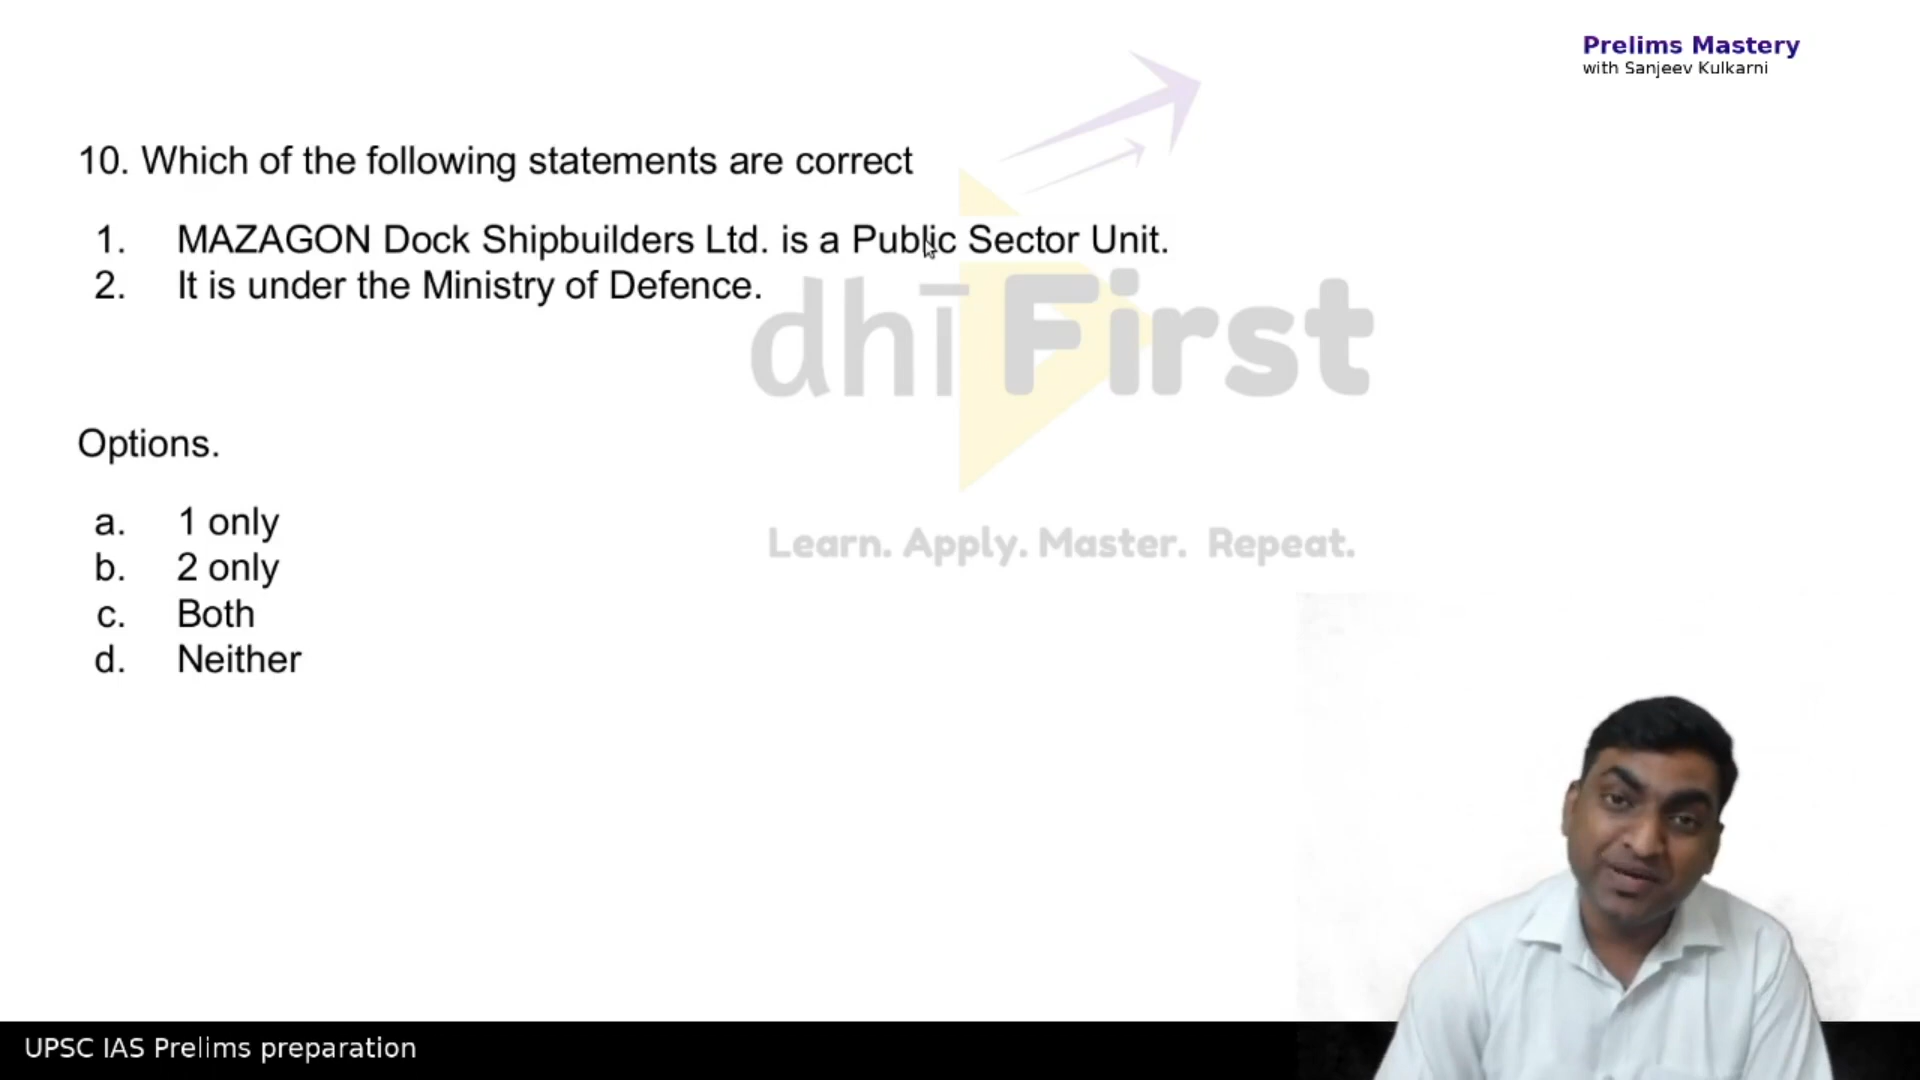 Prelims Mastery
with Sanjeev Kulkarni
10. Which of the following statements are correct
1. MAZAGON Dock Shipbuilders Ltd. is a Public Sector Unit.
2. It is under the Ministry of Defence.
dhī First
Options.
a. 1 only
b. 2 only
c. Both
d. Neither
Learn. Apply. Master. Repeat.
UPSC IAS Prelims preparation